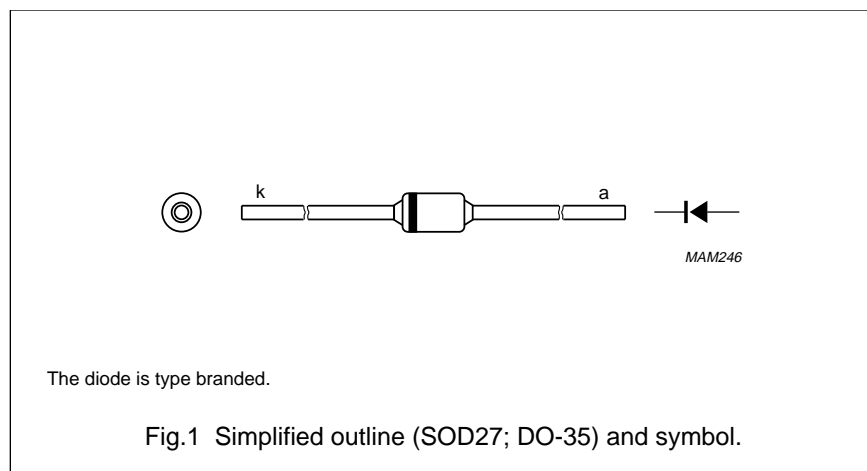 k
a
MAM246
The diode is type branded.
Fig.1 Simplified outline (SOD27; DO-35) and symbol.